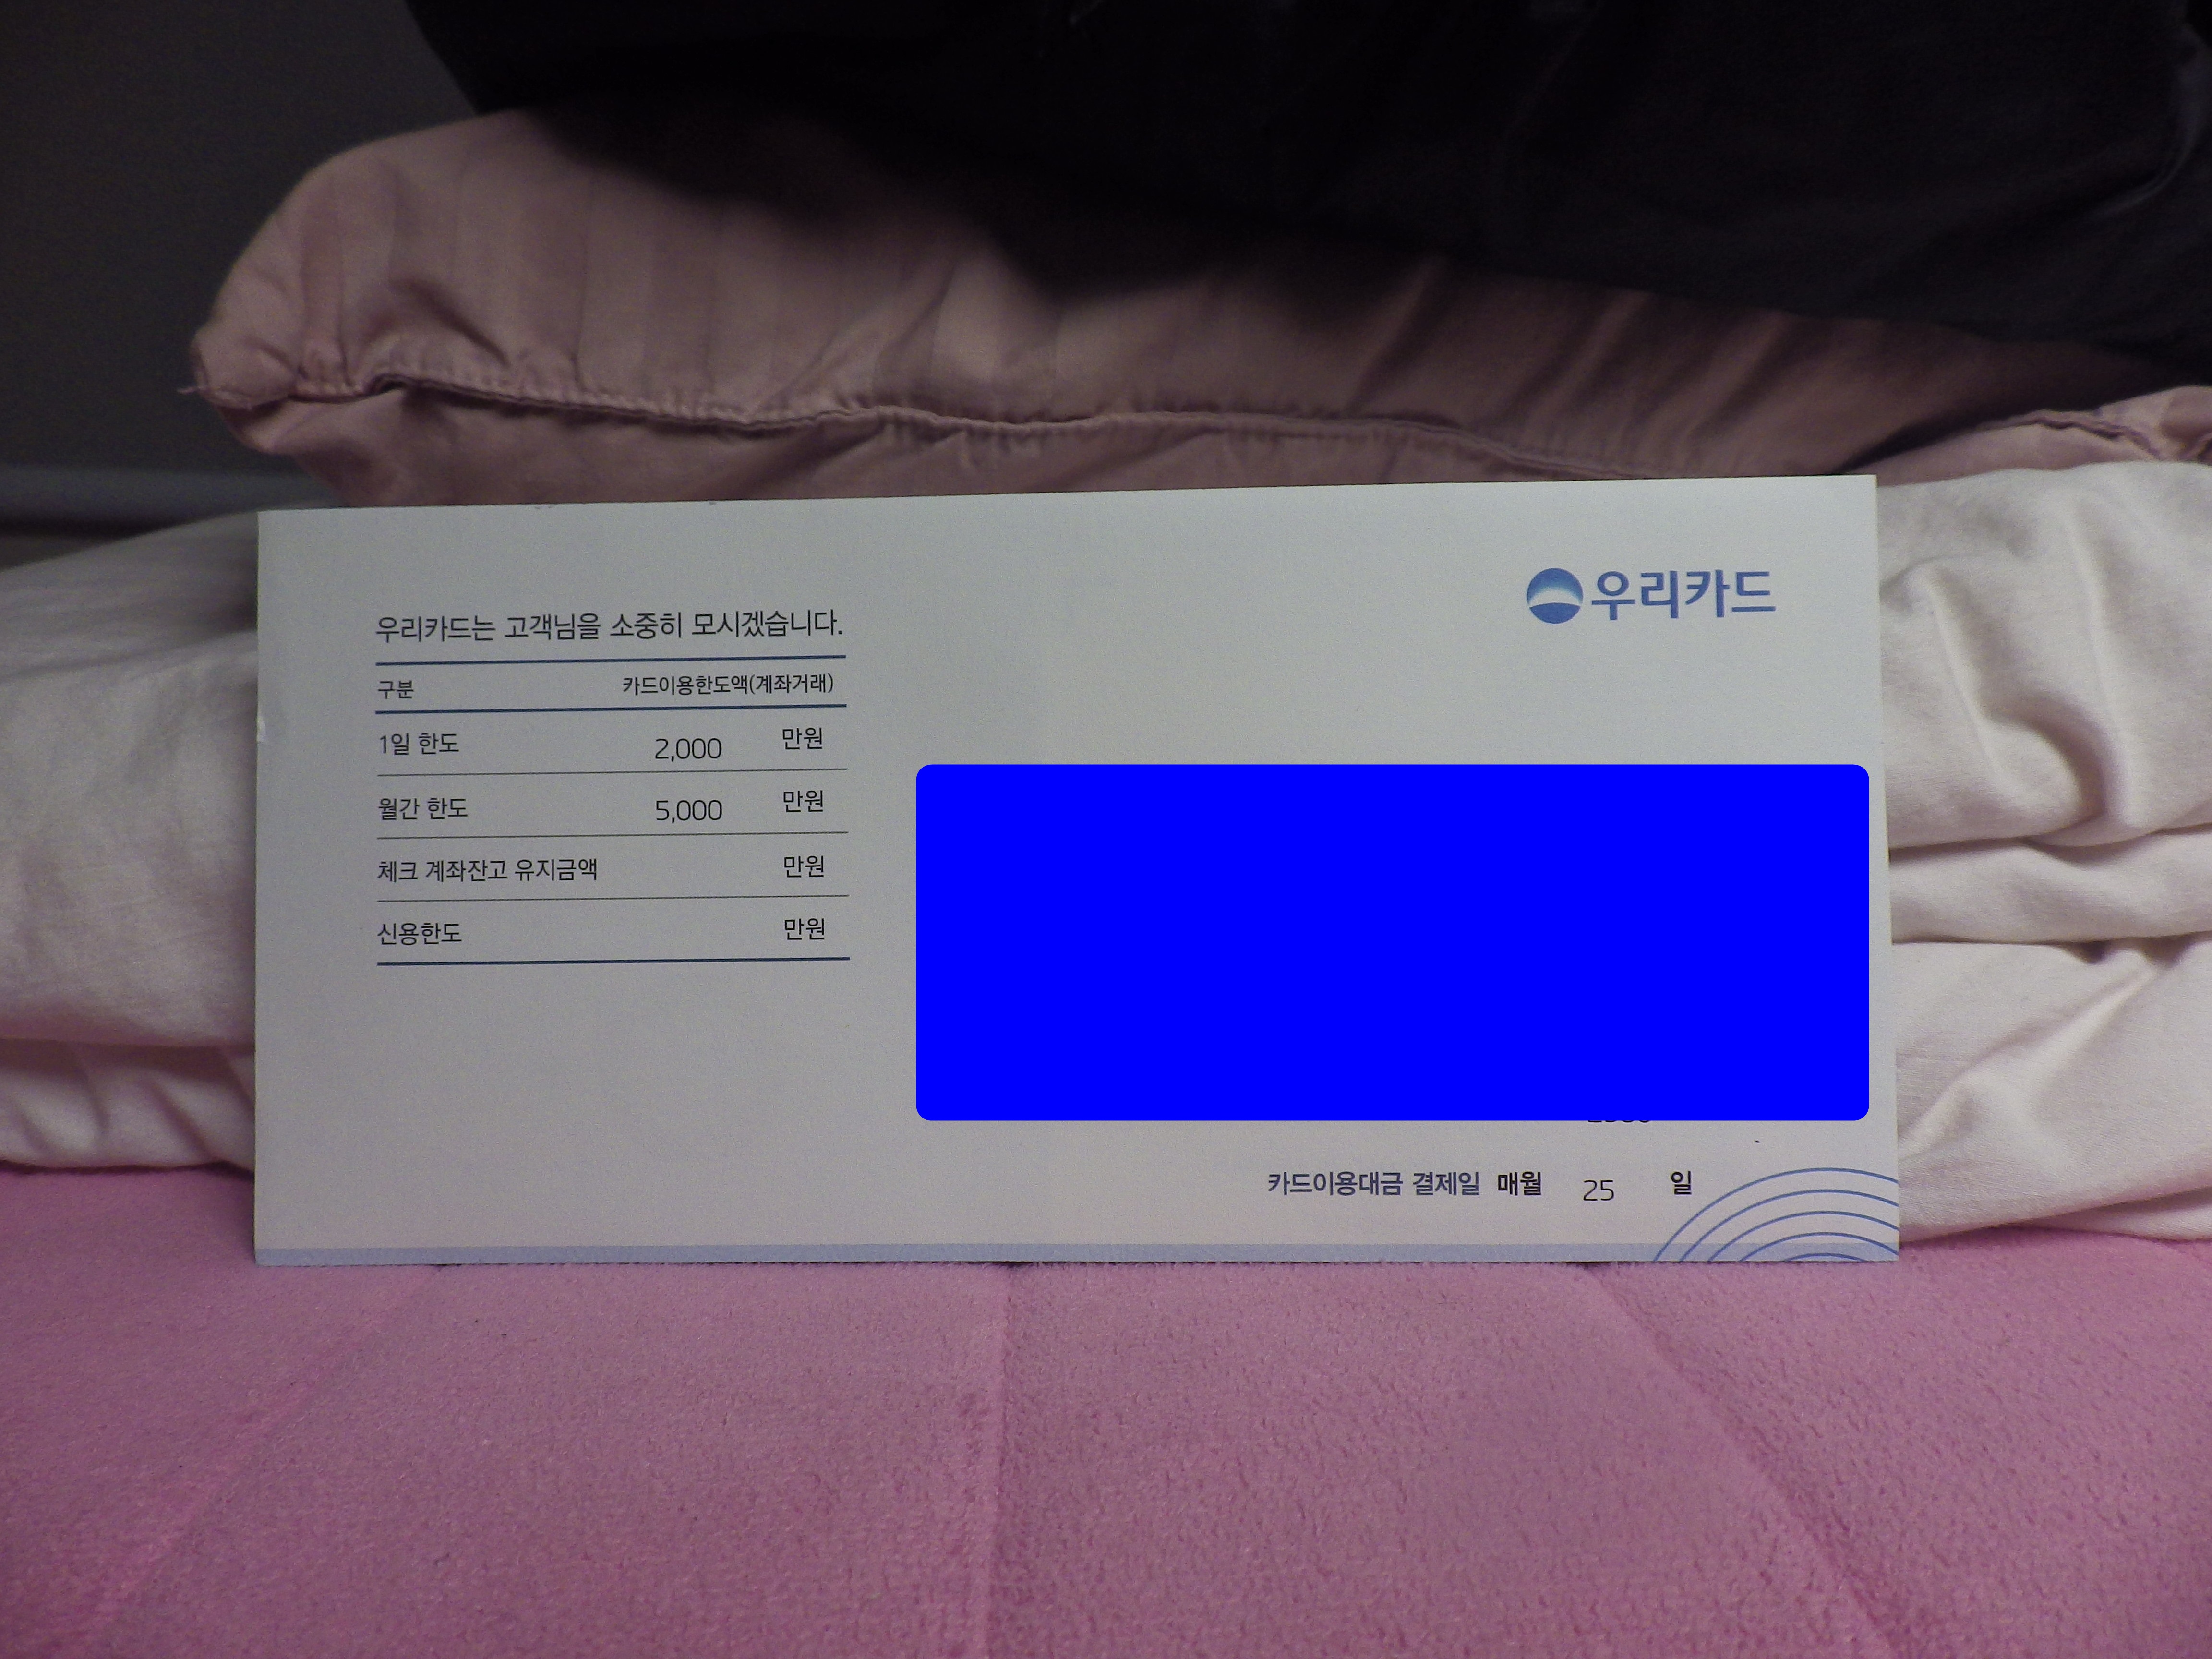 우리카드
우리카드는 고객님을 소중히 모시겠습니다.
구분 카드이용한도액(계좌거래)
1일 한도 2,000 만원
월간 한도 5,000 만원
체크 계좌잔고 유지금액 만원
신용한도 만원
카드이용대금 결제일 매월 25 일